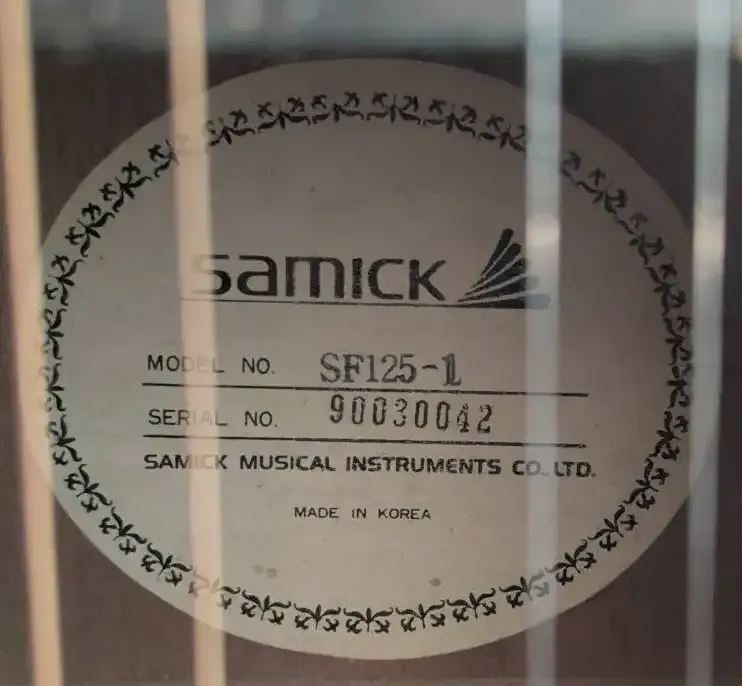 SAMICK
MODEL NO. SF125-1
SERIAL NO. 90030042
SAMICK MUSICAL INSTRUMENTS CO. LTD.
MADE IN KOREA